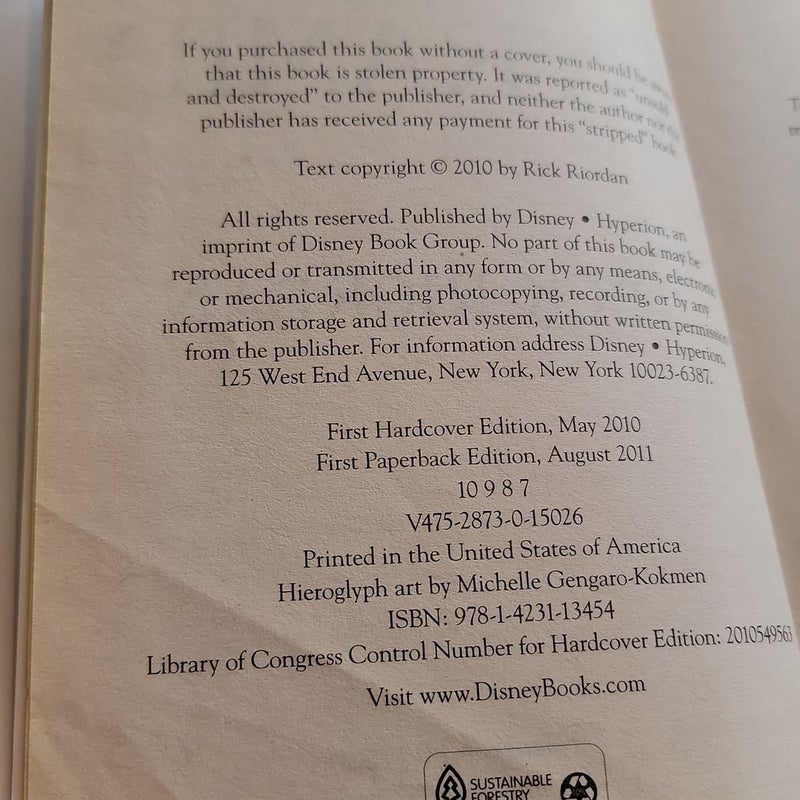 If you purchased this book without a cover, you should be aware
that this book is stolen property. It was reported as "unsold
and destroyed" to the publisher, and neither the author nor the
publisher has received any payment for this "stripped" book.
Text copyright © 2010 by Rick Riordan
All rights reserved. Published by Disney • Hyperion, an
imprint of Disney Book Group. No part of this book may be
reproduced or transmitted in any form or by any means, electronic
or mechanical, including photocopying, recording, or by any
information storage and retrieval system, without written permission
from the publisher. For information address Disney • Hyperion,
125 West End Avenue, New York, New York 10023-6387.
First Hardcover Edition, May 2010
First Paperback Edition, August 2011
10 9 8 7
V475-2873-0-15026
Printed in the United States of America
Hieroglyph art by Michelle Gengaro-Kokmen
ISBN: 978-1-4231-13454
Library of Congress Control Number for Hardcover Edition: 2010549563
Visit www.DisneyBooks.com
SUSTAINABLE
FORESTRY